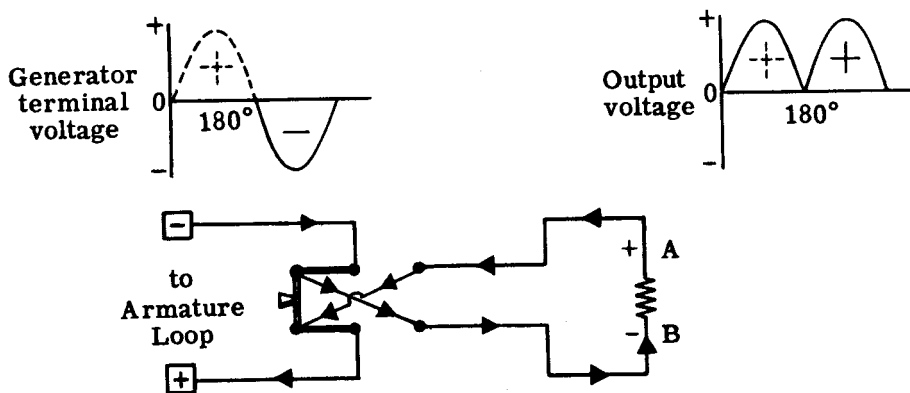 +
Generator
terminal
voltage
0
180°
+
−
−
Output
voltage
+
0
180°
+
+
−
−
to
Armature
Loop
+
+
A
−
B